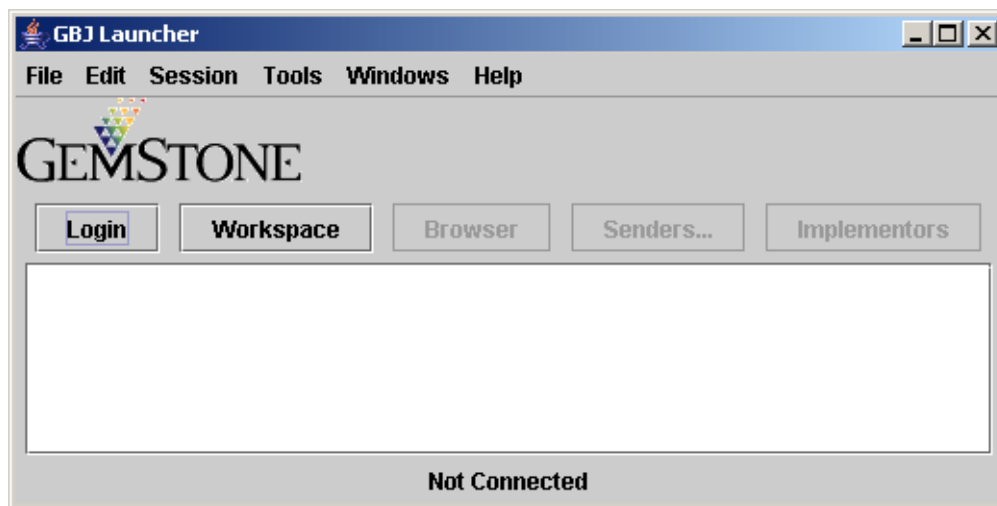 GBJ Launcher
File Edit Session Tools Windows Help
GEMSTONE
Login Workspace Browser Senders... Implementors
Not Connected